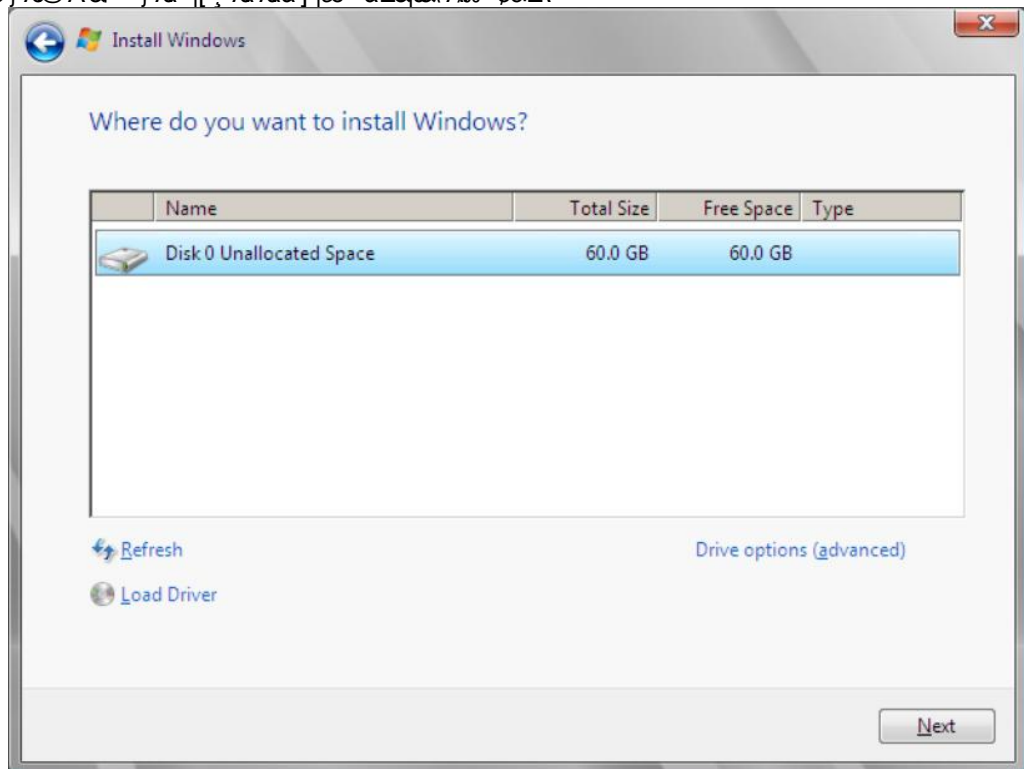 Install Windows
Where do you want to install Windows?
Name Total Size Free Space Type
Disk 0 Unallocated Space 60.0 GB 60.0 GB
Refresh Drive options (advanced)
Load Driver
Next